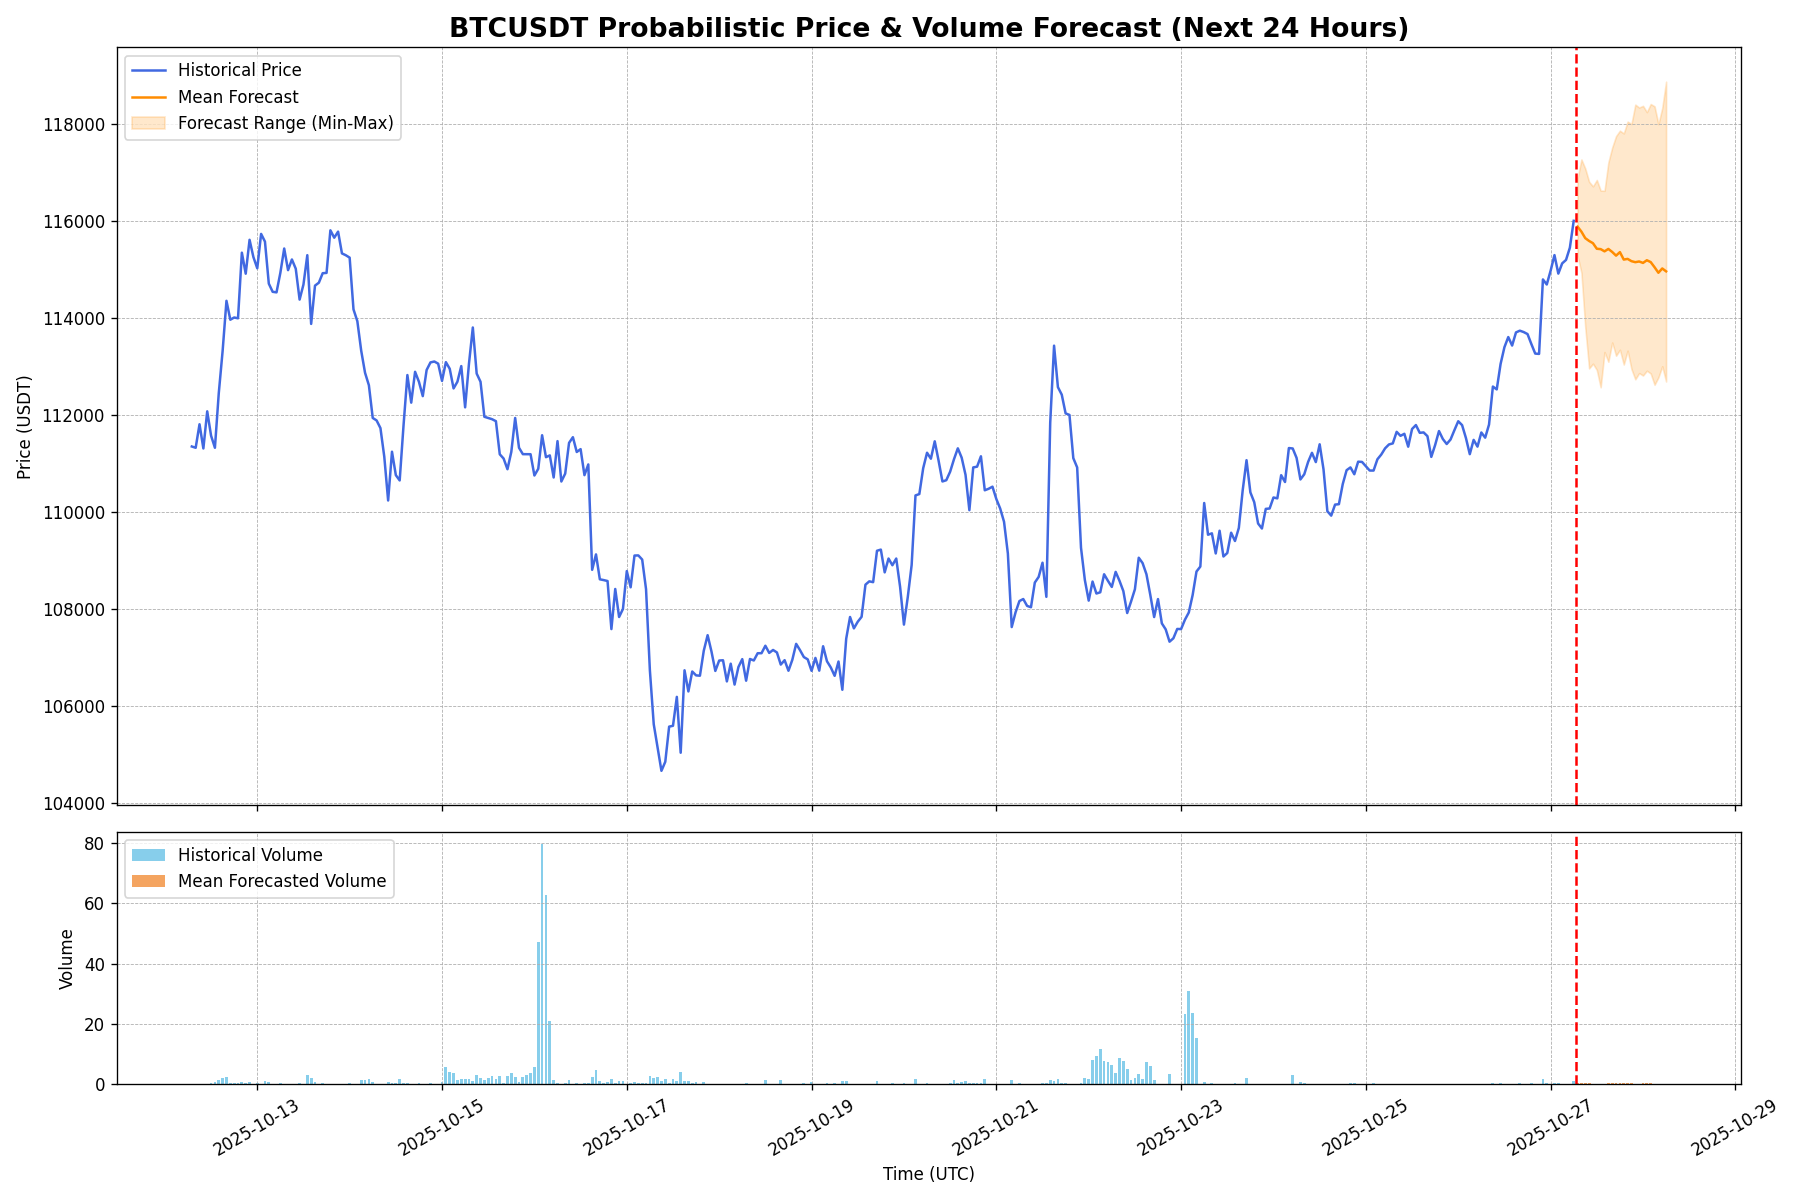 BTCUSDT Probabilistic Price & Volume Forecast (Next 24 Hours)
Historical Price
Mean Forecast
Forecast Range (Min-Max)
118000
116000
114000
112000
110000
108000
106000
104000
Price (USDT)
Historical Volume
Mean Forecasted Volume
80
60
40
20
0
Volume
2025-10-13
2025-10-15
2025-10-17
2025-10-19
2025-10-21
2025-10-23
2025-10-25
2025-10-27
2025-10-29
Time (UTC)